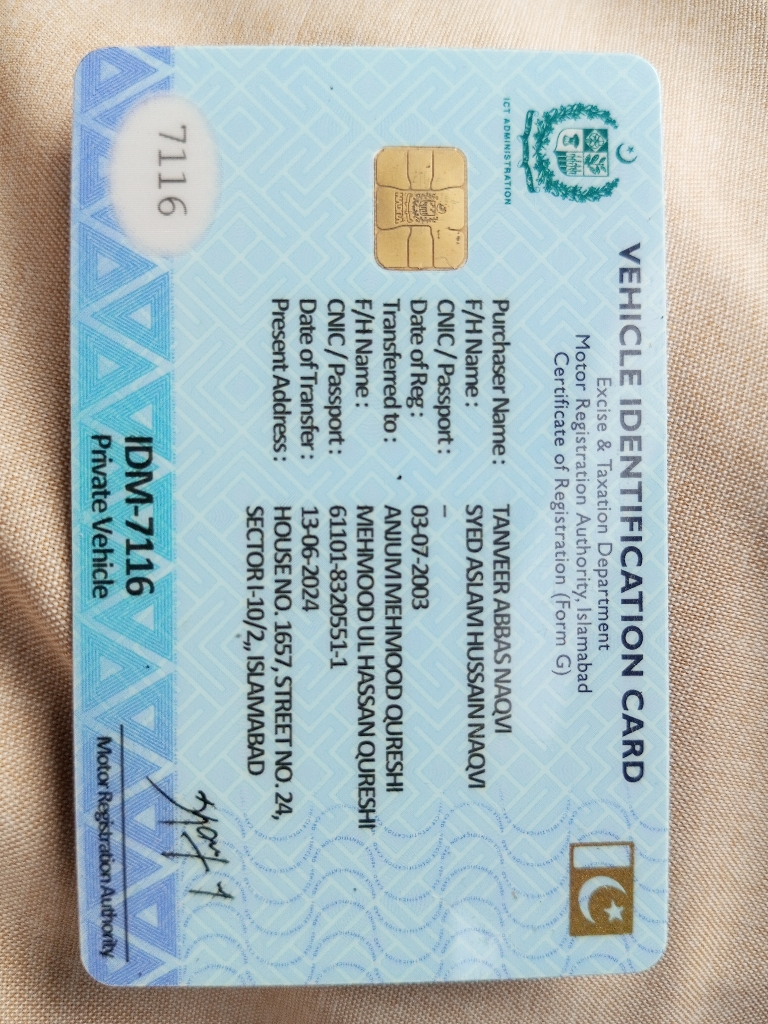 ICT ADMINISTRATION
VEHICLE IDENTIFICATION CARD
Excise & Taxation Department
Motor Registration Authority, Islamabad
Certificate of Registration (Form G)
Purchaser Name : TANVEER ABBAS NAQVI
F/H Name : SYED ASLAM HUSSAIN NAQVI
CNIC / Passport : –
Date of Reg : 03-07-2003
Transferred to : ANJUM MEHMOOD QURESHI
F/H Name : MEHMOOD UL HASSAN QURESHI
CNIC / Passport : 61101-8320551-1
Date of Transfer : 13-06-2024
Present Address : HOUSE NO. 1657, STREET NO. 24,
SECTOR I-10/2,, ISLAMABAD
7116
IDM-7116
Private Vehicle
Motor Registration Authority